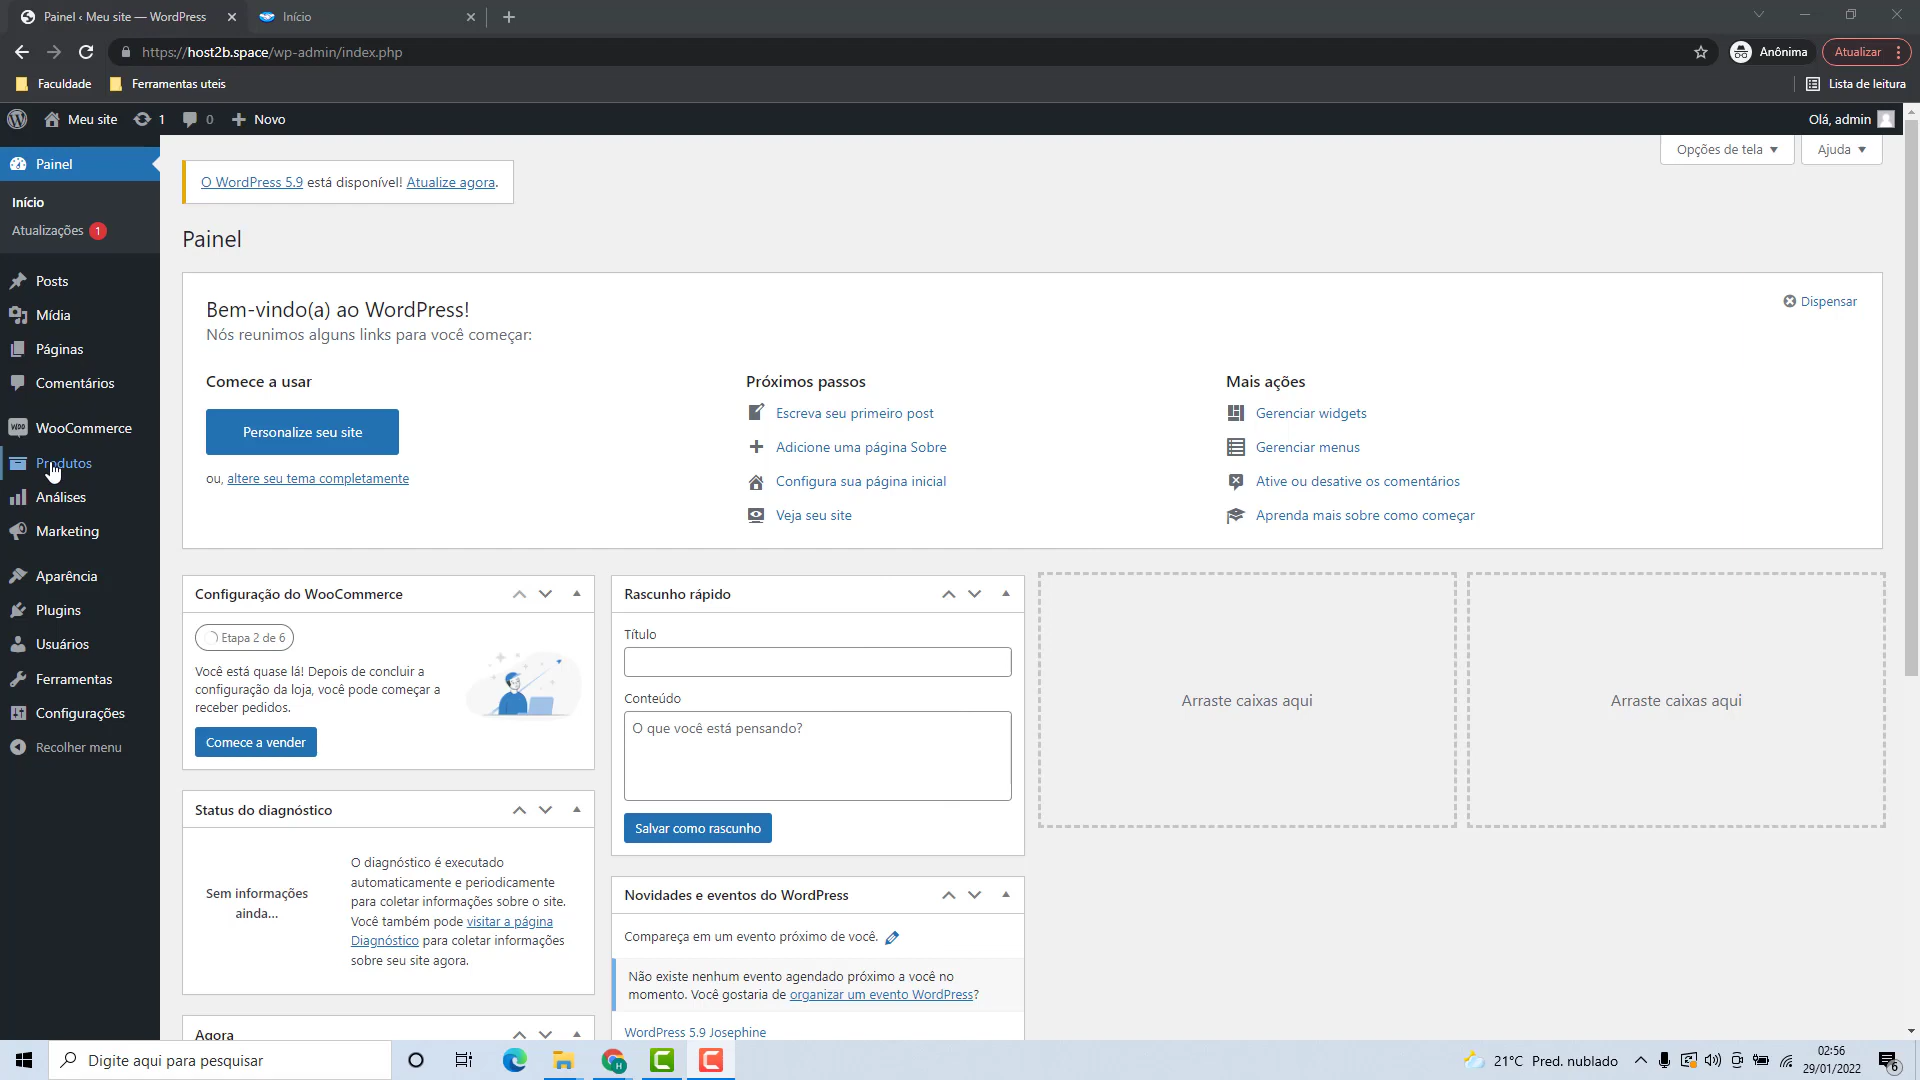 Painel ‹ Meu site — WordPress
Início
https://host2b.space/wp-admin/index.php
Anônima
Atualizar
Faculdade
Ferramentas uteis
Lista de leitura
Meu site
1
0
Novo
Olá, admin
Painel
Início
Atualizações 1
Posts
Mídia
Páginas
Comentários
WooCommerce
Produtos
Análises
Marketing
Aparência
Plugins
Usuários
Ferramentas
Configurações
Recolher menu
Opções de tela
Ajuda
O WordPress 5.9 está disponível! Atualize agora.
Painel
Bem-vindo(a) ao WordPress!
Nós reunimos alguns links para você começar:
Dispensar
Comece a usar
Personalize seu site
ou, altere seu tema completamente
Próximos passos
Escreva seu primeiro post
Adicione uma página Sobre
Configura sua página inicial
Veja seu site
Mais ações
Gerenciar widgets
Gerenciar menus
Ative ou desative os comentários
Aprenda mais sobre como começar
Configuração do WooCommerce
Etapa 2 de 6
Você está quase lá! Depois de concluir a
configuração da loja, você pode começar a
receber pedidos.
Comece a vender
Status do diagnóstico
Sem informações
ainda...
O diagnóstico é executado
automaticamente e periodicamente
para coletar informações sobre o site.
Você também pode visitar a página
Diagnóstico para coletar informações
sobre seu site agora.
Agora
Rascunho rápido
Título
Conteúdo
O que você está pensando?
Salvar como rascunho
Novidades e eventos do WordPress
Compareça em um evento próximo de você.
Não existe nenhum evento agendado próximo a você no
momento. Você gostaria de organizar um evento WordPress?
WordPress 5.9 Josephine
Arraste caixas aqui
Arraste caixas aqui
Digite aqui para pesquisar
21°C Pred. nublado
02:56
29/01/2022
6